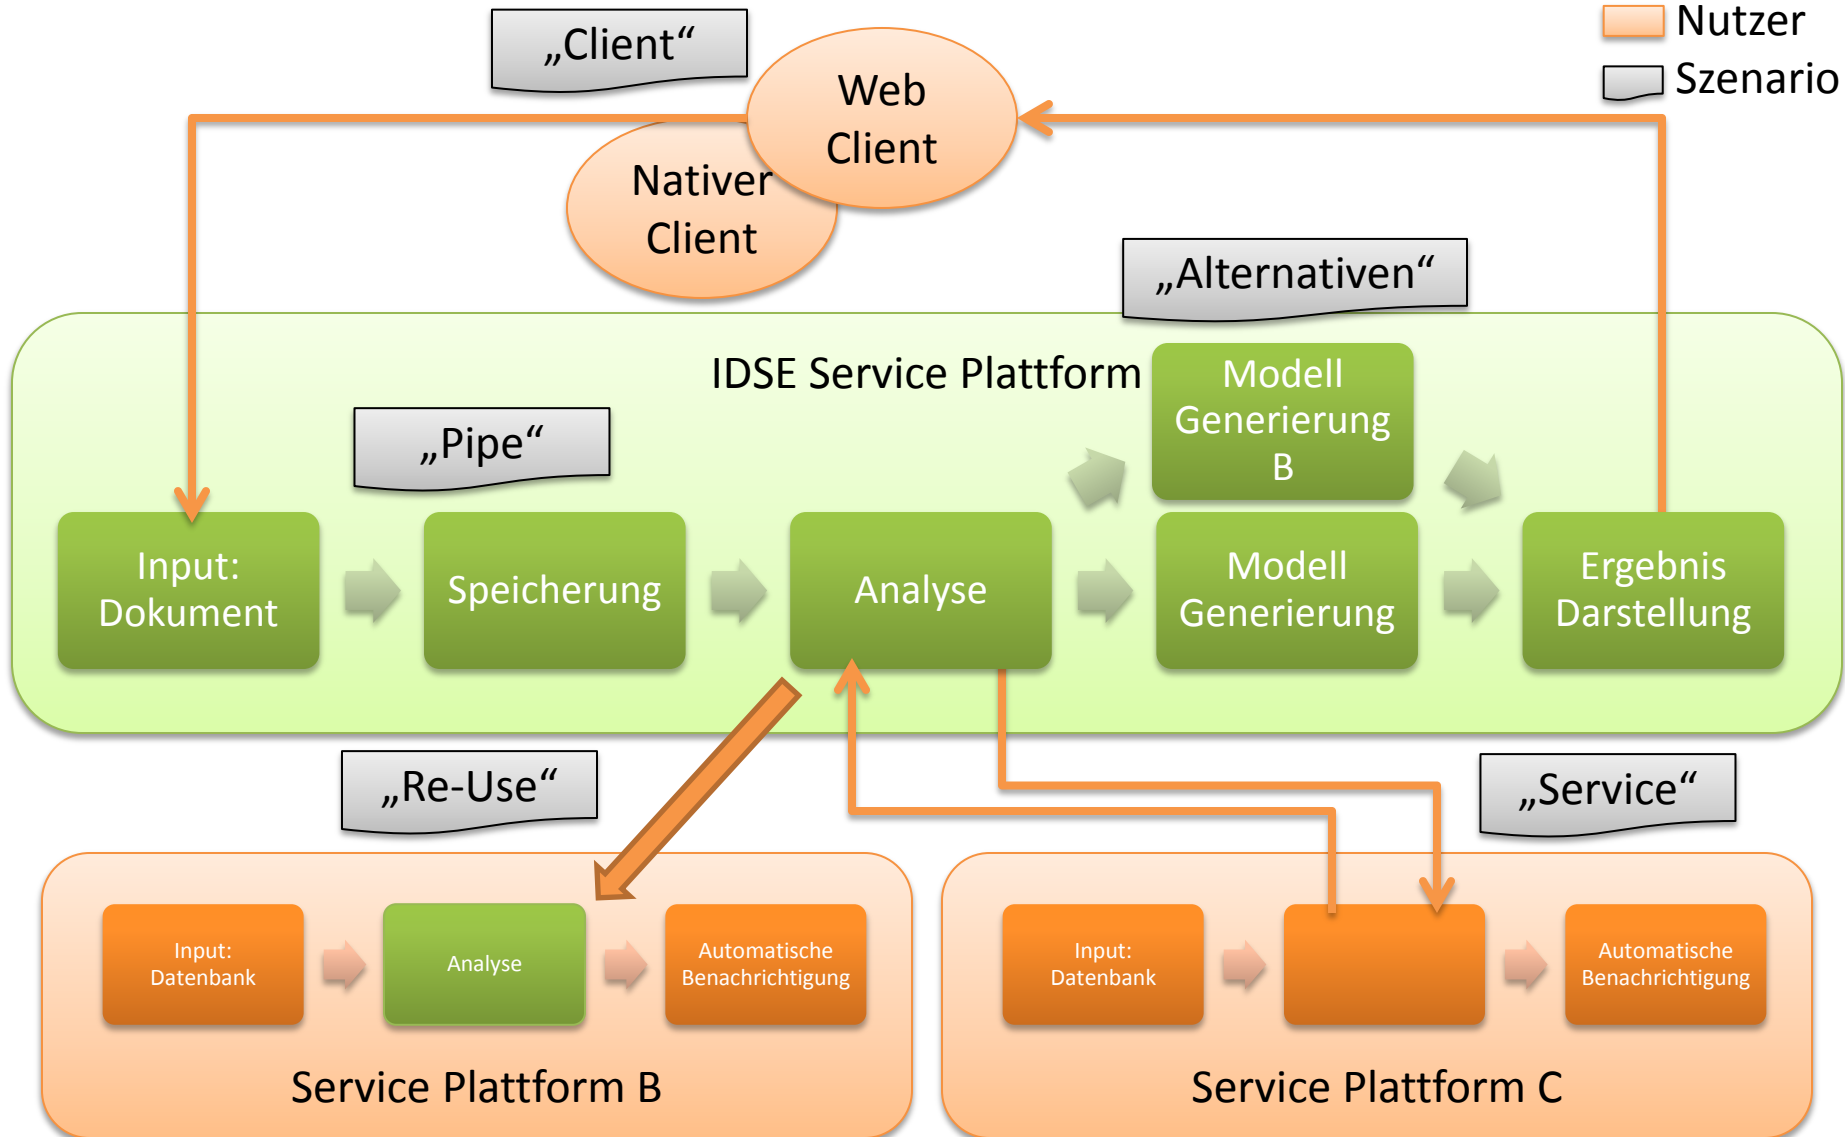 „Client“
Web
Client
Nativer
Client
Nutzer
Szenario
„Alternativen“
IDSE Service Plattform
Modell
Generierung
B
„Pipe“
Input:
Dokument
Speicherung
Analyse
Modell
Generierung
Ergebnis
Darstellung
„Re-Use“
„Service“
Input:
Datenbank
Analyse
Automatische
Benachrichtigung
Service Plattform B
Input:
Datenbank
Automatische
Benachrichtigung
Service Plattform C